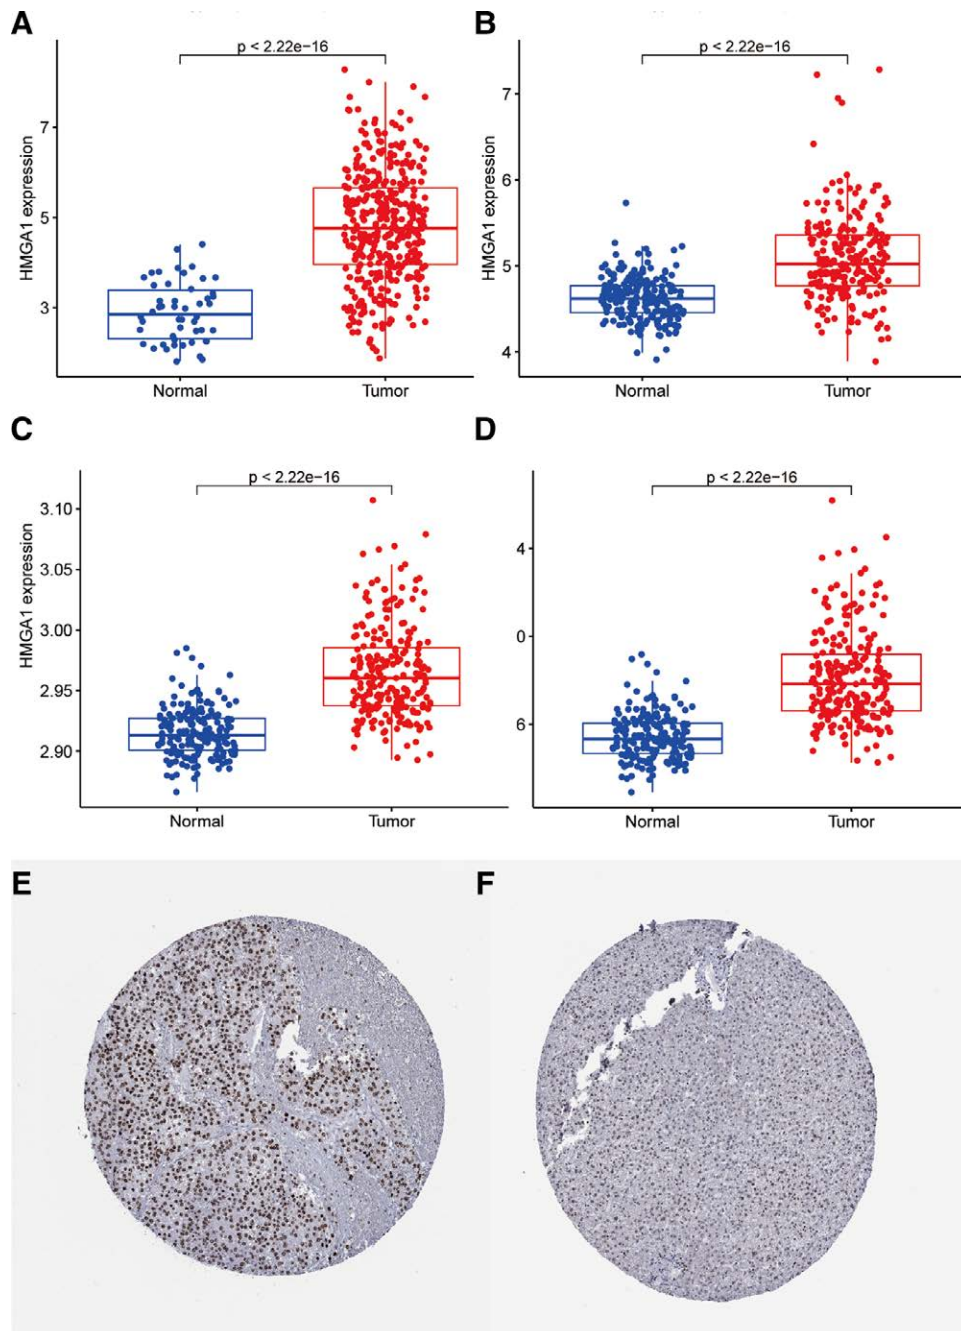 A
B
p < 2.22e−16
p < 2.22e−16
HMGA1 expression
7
5
3
Normal
Tumor
HMGA1 expression
7
6
5
4
Normal
Tumor
C
D
p < 2.22e−16
p < 2.22e−16
HMGA1 expression
3.10
3.05
3.00
2.95
2.90
Normal
Tumor
4
0
6
Normal
Tumor
E
F